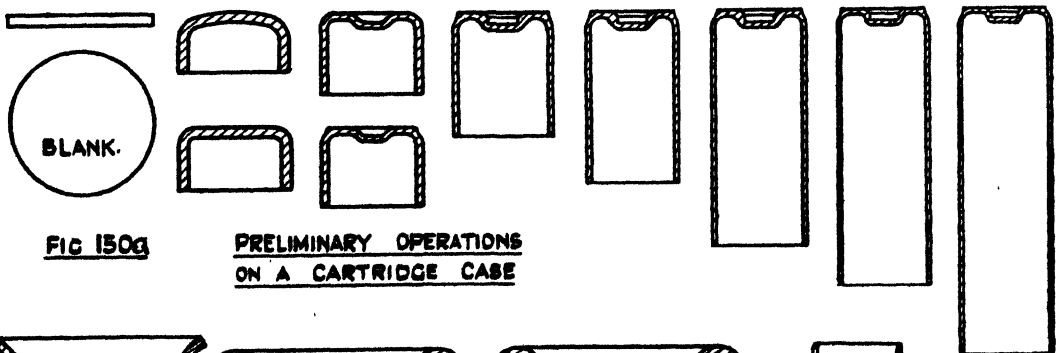 BLANK.
FIG 150a
PRELIMINARY OPERATIONS
ON A CARTRIDGE CASE